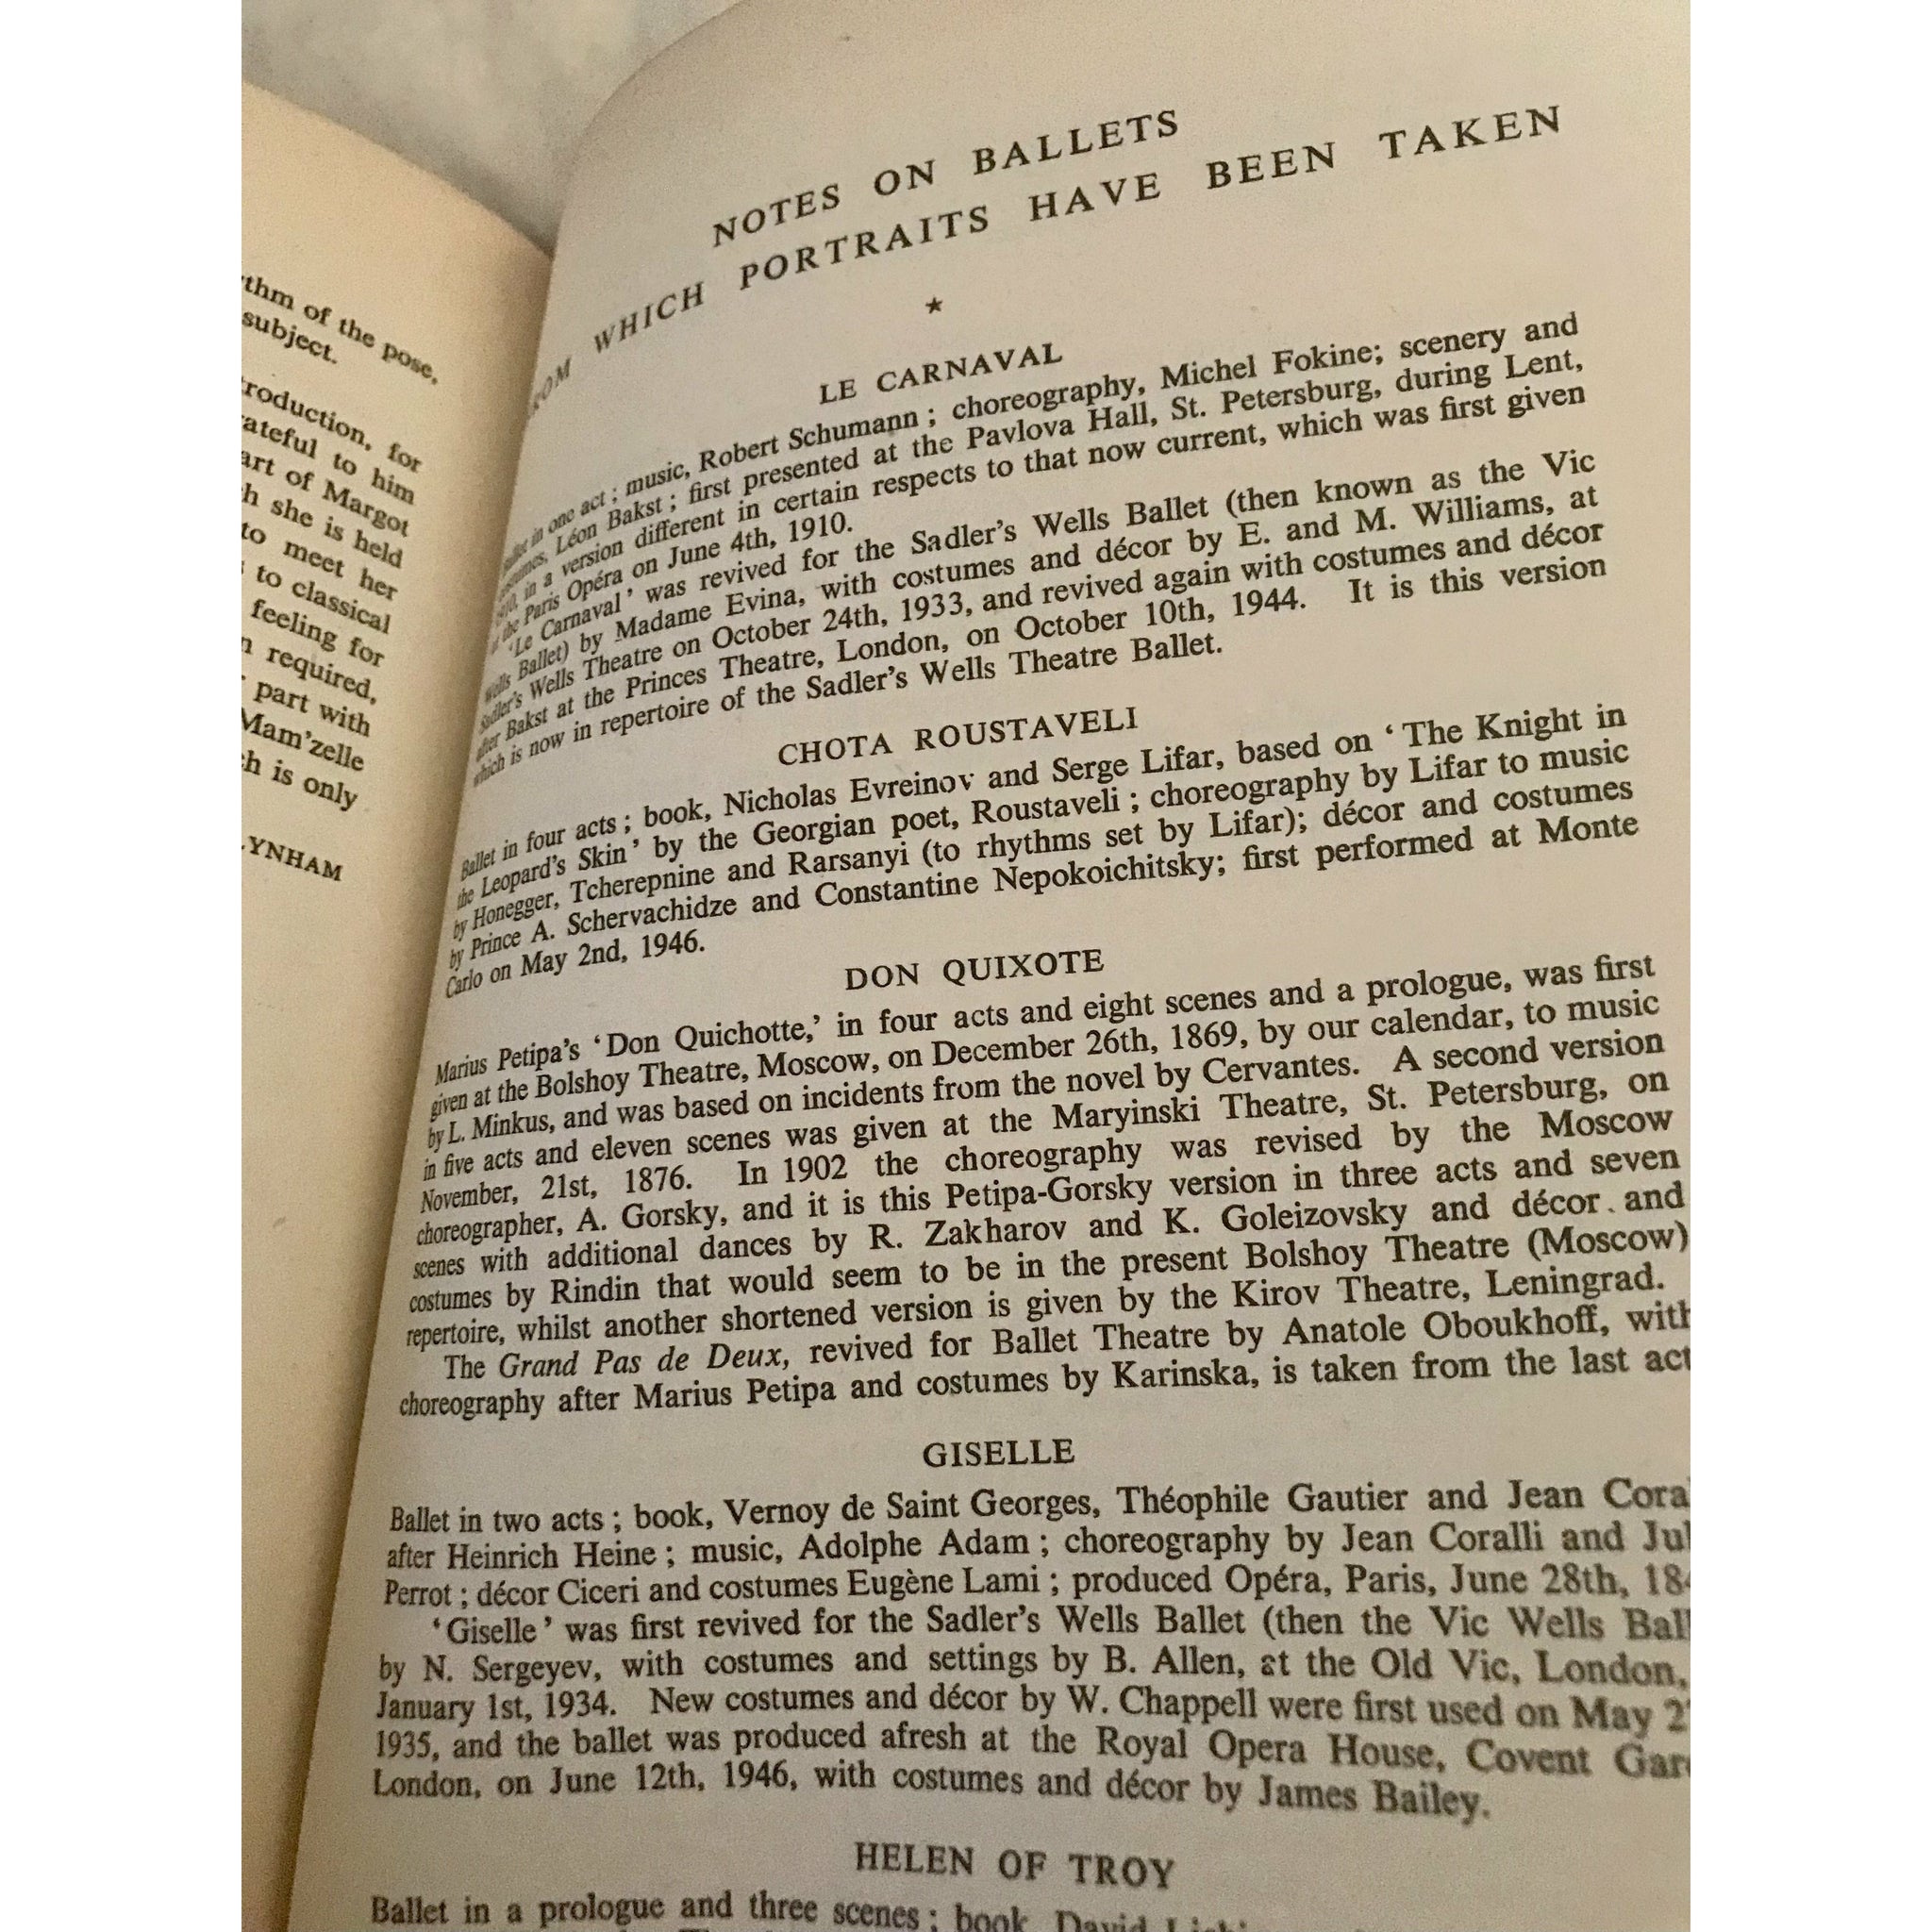 thm of the pose,
subject.
roduction, for
ateful to him
art of Margot
h she is held
to meet her
to classical
feeling for
n required,
part with
Mam'zelle
h is only
YNHAM
NOTES ON BALLETS
WHICH PORTRAITS HAVE BEEN TAKEN
★
LE CARNAVAL
Ballet in one act ; music, Robert Schumann ; choreography, Michel Fokine; scenery and
costumes, Léon Bakst ; first presented at the Pavlova Hall, St. Petersburg, during Lent,
1910, in a version different in certain respects to that now current, which was first given
at the Paris Opéra on June 4th, 1910.
'Le Carnaval' was revived for the Sadler's Wells Ballet (then known as the Vic
Wells Ballet) by Madame Evina, with costumes and décor by E. and M. Williams, at
Sadler's Wells Theatre on October 24th, 1933, and revived again with costumes and décor
after Bakst at the Princes Theatre, London, on October 10th, 1944. It is this version
which is now in repertoire of the Sadler's Wells Theatre Ballet.
CHOTA ROUSTAVELI
Ballet in four acts ; book, Nicholas Evreinov and Serge Lifar, based on 'The Knight in
the Leopard's Skin' by the Georgian poet, Roustaveli ; choreography by Lifar to music
by Honegger, Tcherepnine and Rarsanyi (to rhythms set by Lifar); décor and costumes
by Prince A. Schervachidze and Constantine Nepokoichitsky; first performed at Monte
Carlo on May 2nd, 1946.
DON QUIXOTE
Marius Petipa's 'Don Quichotte,' in four acts and eight scenes and a prologue, was first
given at the Bolshoy Theatre, Moscow, on December 26th, 1869, by our calendar, to music
by L. Minkus, and was based on incidents from the novel by Cervantes. A second version
in five acts and eleven scenes was given at the Maryinski Theatre, St. Petersburg, on
November, 21st, 1876. In 1902 the choreography was revised by the Moscow
choreographer, A. Gorsky, and it is this Petipa-Gorsky version in three acts and seven
scenes with additional dances by R. Zakharov and K. Goleizovsky and décor and
costumes by Rindin that would seem to be in the present Bolshoy Theatre (Moscow)
repertoire, whilst another shortened version is given by the Kirov Theatre, Leningrad.
The Grand Pas de Deux, revived for Ballet Theatre by Anatole Oboukhoff, with
choreography after Marius Petipa and costumes by Karinska, is taken from the last act
GISELLE
Ballet in two acts ; book, Vernoy de Saint Georges, Théophile Gautier and Jean Cora
after Heinrich Heine ; music, Adolphe Adam ; choreography by Jean Coralli and Jul
Perrot ; décor Ciceri and costumes Eugène Lami ; produced Opéra, Paris, June 28th, 184
'Giselle' was first revived for the Sadler's Wells Ballet (then the Vic Wells Ball
by N. Sergeyev, with costumes and settings by B. Allen, at the Old Vic, London,
January 1st, 1934. New costumes and décor by W. Chappell were first used on May 2
1935, and the ballet was produced afresh at the Royal Opera House, Covent Gar
London, on June 12th, 1946, with costumes and décor by James Bailey.
HELEN OF TROY
Ballet in a prologue and three scenes ; book, David